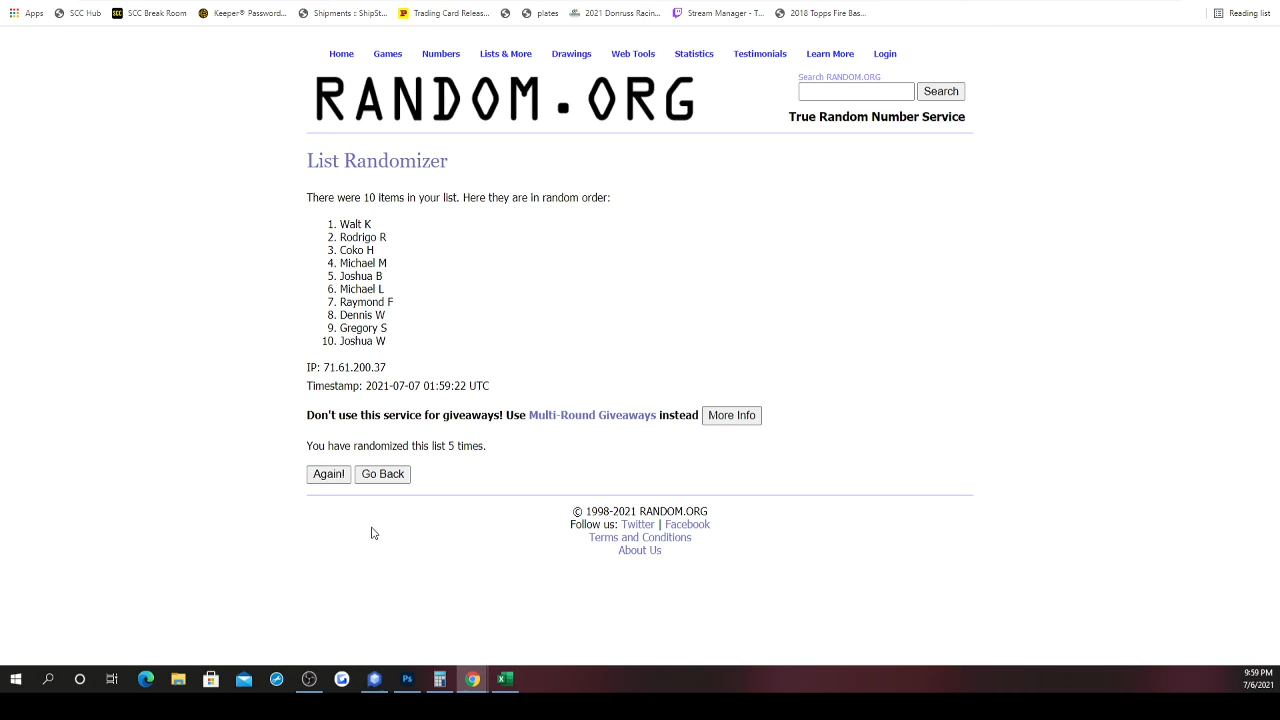 Apps SCC Hub SCC Break Room Keeper® Password... Shipments :: ShipSt... Trading Card Releas... plates 2021 Donruss Racin... Stream Manager - T... 2018 Topps Fire Bas... Reading list
Home Games Numbers Lists & More Drawings Web Tools Statistics Testimonials Learn More Login
Search RANDOM.ORG
RANDOM.ORG
Search
True Random Number Service
List Randomizer
There were 10 items in your list. Here they are in random order:
1. Walt K
2. Rodrigo R
3. Coko H
4. Michael M
5. Joshua B
6. Michael L
7. Raymond F
8. Dennis W
9. Gregory S
10. Joshua W
IP: 71.61.200.37
Timestamp: 2021-07-07 01:59:22 UTC
Don't use this service for giveaways! Use Multi-Round Giveaways instead More Info
You have randomized this list 5 times.
Again! Go Back
© 1998-2021 RANDOM.ORG
Follow us: Twitter | Facebook
Terms and Conditions
About Us
9:59 PM
7/6/2021